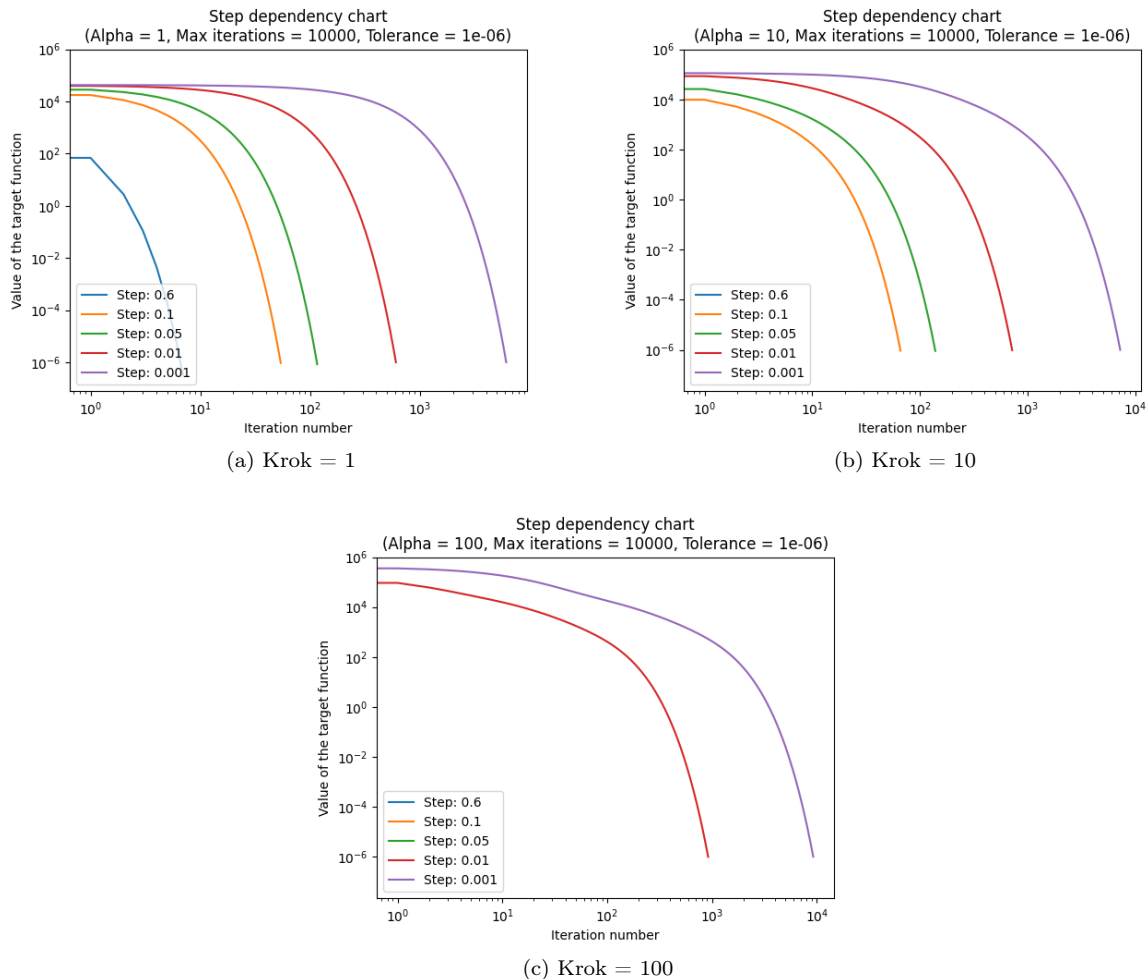 Step dependency chart
(Alpha = 1, Max iterations = 10000, Tolerance = 1e-06)
10^6
10^4
10^2
10^0
10^-2
10^-4
10^-6
Value of the target function
Step: 0.6
Step: 0.1
Step: 0.05
Step: 0.01
Step: 0.001
10^0
10^1
10^2
10^3
Iteration number
(a) Krok = 1
Step dependency chart
(Alpha = 10, Max iterations = 10000, Tolerance = 1e-06)
10^6
10^4
10^2
10^0
10^-2
10^-4
10^-6
Value of the target function
Step: 0.6
Step: 0.1
Step: 0.05
Step: 0.01
Step: 0.001
10^0
10^1
10^2
10^3
10^4
Iteration number
(b) Krok = 10
Step dependency chart
(Alpha = 100, Max iterations = 10000, Tolerance = 1e-06)
10^6
10^4
10^2
10^0
10^-2
10^-4
10^-6
Value of the target function
Step: 0.6
Step: 0.1
Step: 0.05
Step: 0.01
Step: 0.001
10^0
10^1
10^2
10^3
10^4
Iteration number
(c) Krok = 100